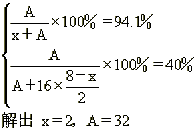 A/(x+A)×100%=94.1%
A/(A+16×(8-x)/2)×100%=40%
解出 x=2, A=32